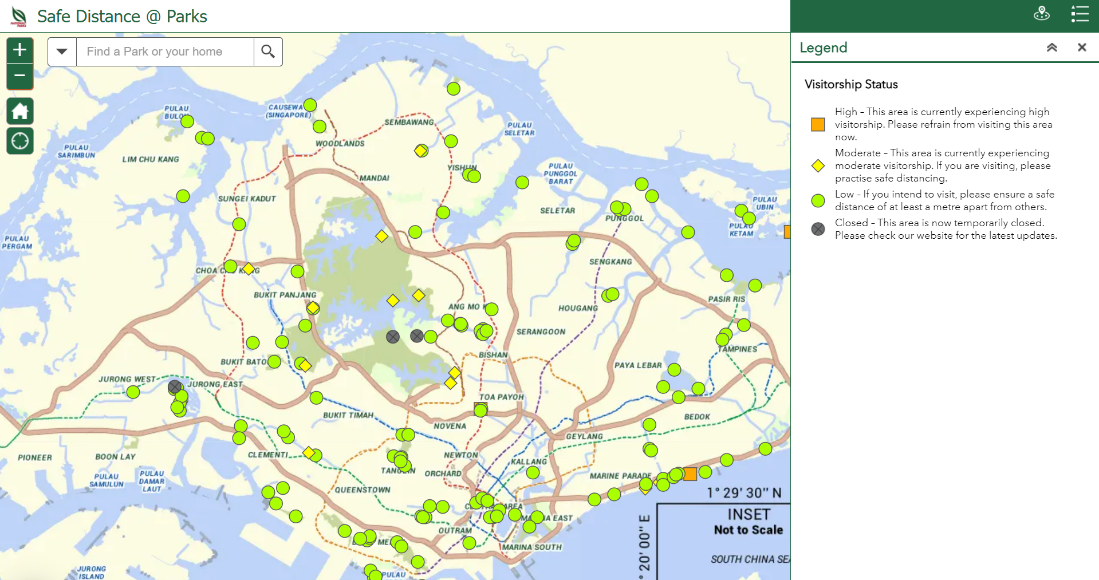 Safe Distance @ Parks
Find a Park or your home
Legend
Visitorship Status
High – This area is currently experiencing high
visitorship. Please refrain from visiting this area
now.
Moderate – This area is currently experiencing
moderate visitorship. If you are visiting, please
practise safe distancing.
Low – If you intend to visit, please ensure a safe
distance of at least a metre apart from others.
Closed – This area is now temporarily closed.
Please check our website for the latest updates.
PULAU
CAUSEWA
(SINGAPORE)
SEMBAWANG
PULAU
SELETAR
WOODLANDS
PULAU
SARIMBUN
LIM CHU KANG
YISHUN
MANDAI
PULAU
PUNGGOL
BARAT
SUNGEI KADUT
SELETAR
PUNGGOL
PULAU
UBIN
PULAU
KETAM
PULAU
PERGAM
SENGKANG
CHOA CHU KANG
BUKIT PANJANG
PASIR RIS
ANG MO
HOUGANG
SERANGOON
TAMPINES
BISHAN
BUKIT BATO
PAYA LEBAR
JURONG WEST
JURONG EAST
TOA PAYOH
BUKIT TIMAH
BEDOK
NOVENA
GEYLANG
PIONEER
BOON LAY
CLEMENTI
NEWTON
KALLANG
TANGLIN
ORCHARD
MARINE PARADE
PULAU
SAMULUN
PULAU
DAMAR
LAUT
QUEENSTOWN
1° 29' 30'' N
AREA
INSET
Not to Scale
EAST
OUTRAM
20' 00'' E
MARINA SOUTH
SOUTH CHINA SE
JURONG
ISLAND
PULAU